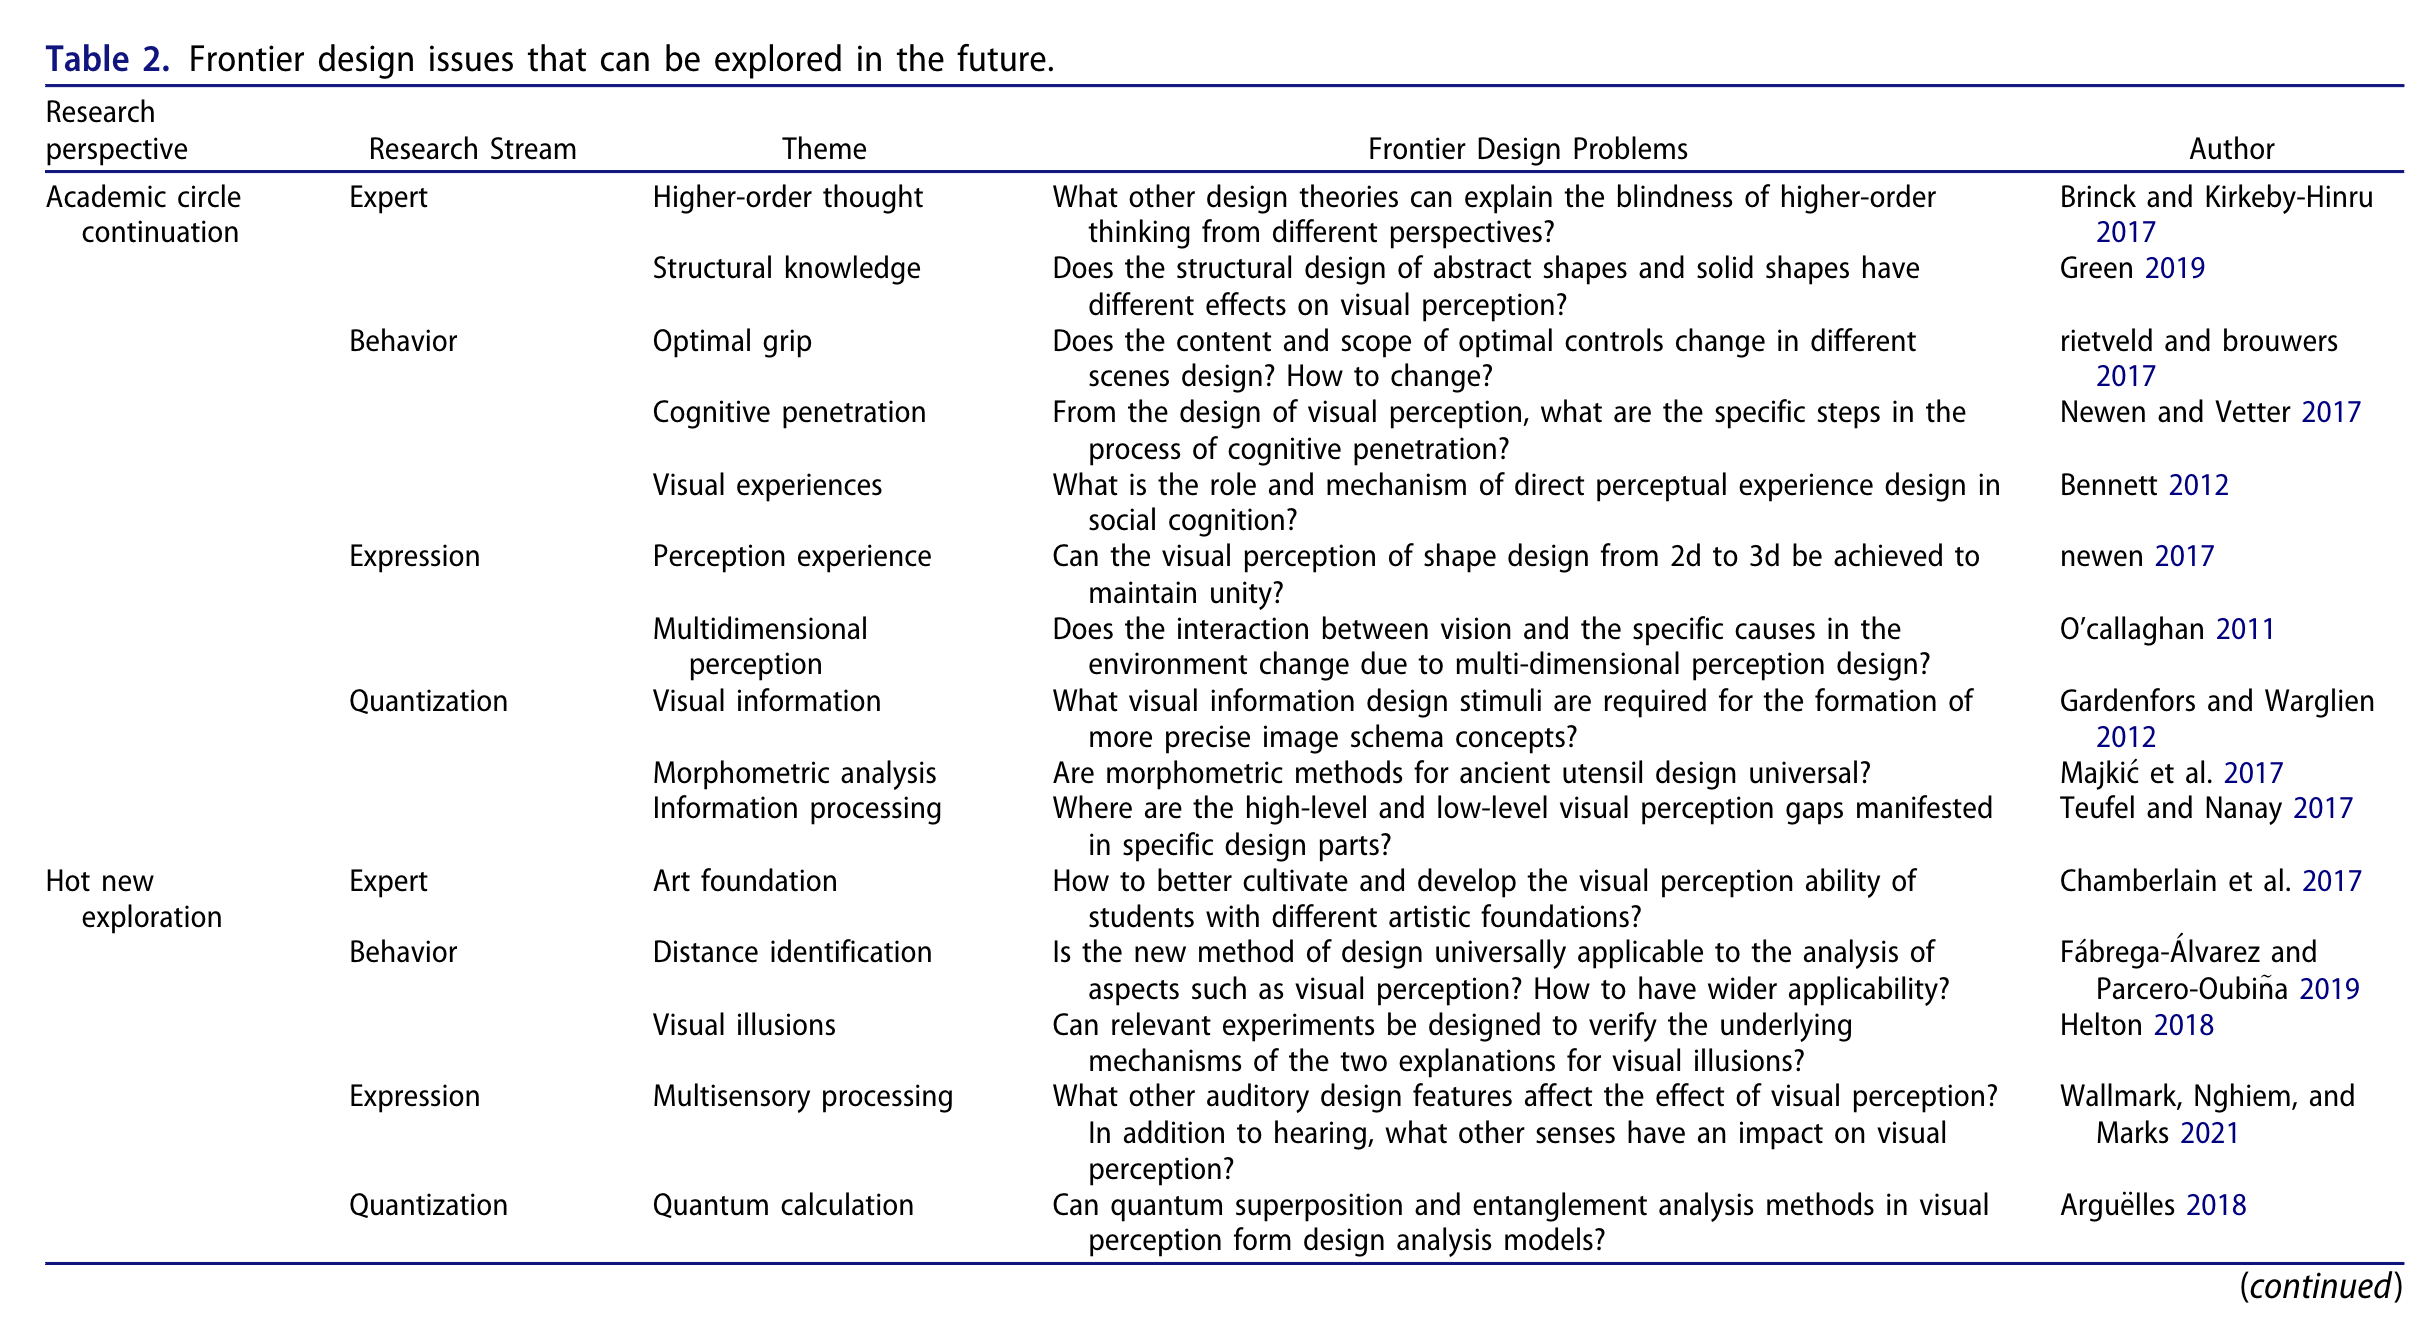 Table 2. Frontier design issues that can be explored in the future.
Research
perspective Research Stream Theme Frontier Design Problems Author
Academic circle Expert Higher-order thought What other design theories can explain the blindness of higher-order Brinck and Kirkeby-Hinru
continuation thinking from different perspectives? 2017
Structural knowledge Does the structural design of abstract shapes and solid shapes have Green 2019
different effects on visual perception?
Behavior Optimal grip Does the content and scope of optimal controls change in different rietveld and brouwers
scenes design? How to change? 2017
Cognitive penetration From the design of visual perception, what are the specific steps in the Newen and Vetter 2017
process of cognitive penetration?
Visual experiences What is the role and mechanism of direct perceptual experience design in Bennett 2012
social cognition?
Expression Perception experience Can the visual perception of shape design from 2d to 3d be achieved to newen 2017
maintain unity?
Multidimensional Does the interaction between vision and the specific causes in the O'callaghan 2011
perception environment change due to multi-dimensional perception design?
Quantization Visual information What visual information design stimuli are required for the formation of Gardenfors and Warglien
more precise image schema concepts? 2012
Morphometric analysis Are morphometric methods for ancient utensil design universal? Majkić et al. 2017
Information processing Where are the high-level and low-level visual perception gaps manifested Teufel and Nanay 2017
in specific design parts?
Hot new Expert Art foundation How to better cultivate and develop the visual perception ability of Chamberlain et al. 2017
exploration students with different artistic foundations?
Behavior Distance identification Is the new method of design universally applicable to the analysis of Fábrega-Álvarez and
aspects such as visual perception? How to have wider applicability? Parcero-Oubiña 2019
Visual illusions Can relevant experiments be designed to verify the underlying Helton 2018
mechanisms of the two explanations for visual illusions?
Expression Multisensory processing What other auditory design features affect the effect of visual perception? Wallmark, Nghiem, and
In addition to hearing, what other senses have an impact on visual Marks 2021
perception?
Quantization Quantum calculation Can quantum superposition and entanglement analysis methods in visual Arguëlles 2018
perception form design analysis models?
(continued)